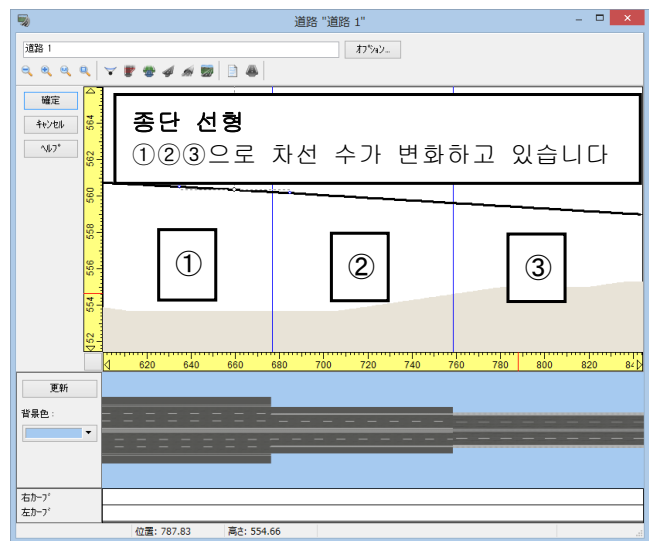 道路 "道路 1"
道路 1
ｵﾌﾟｼｮﾝ...
確定
ｷｬﾝｾﾙ
ﾍﾙﾌﾟ
종단 선형
①②③으로 차선 수가 변화하고 있습니다
564
562
560
558
556
554
552
①
②
③
620 640 660 680 700 720 740 760 780 800 820 84
更新
背景色：
右ｶｰﾌﾞ
左ｶｰﾌﾞ
位置: 787.83 高さ: 554.66